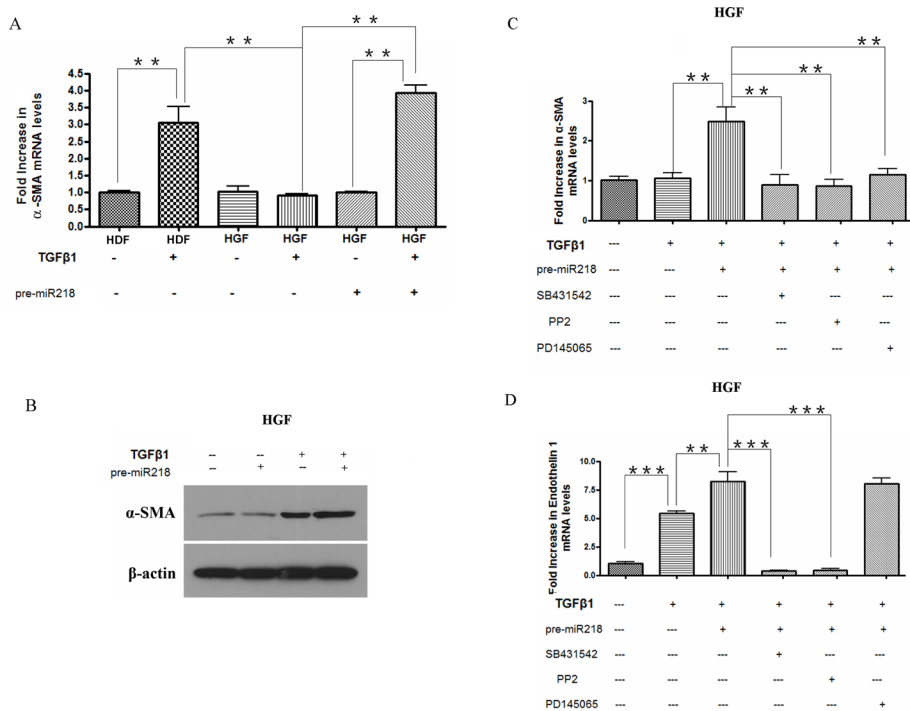 A
* *
* *
* *
* *
Fold Increase in
α-SMA mRNA levels
4.5
4.0
3.5
3.0
2.5
2.0
1.5
1.0
0.5
0.0
HDF HDF HGF HGF HGF HGF
TGFβ1 - + - + - +
pre-miR218 - - - - + +
B
HGF
TGFβ1 -- -- + +
pre-miR218 -- + -- +
α-SMA
β-actin
C
HGF
**
**
**
**
Fold Increase in α-SMA
mRNA levels
3
2
1
0
TGFβ1 --- + + + + +
pre-miR218 --- --- + + + +
SB431542 --- --- --- + --- ---
PP2 --- --- --- --- + ---
PD145065 --- --- --- --- --- +
D
HGF
***
***
**
***
Fold Increase in Endothelin 1
mRNA levels
10.0
7.5
5.0
2.5
0.0
TGFβ1 --- + + + + +
pre-miR218 --- --- + + + +
SB431542 --- --- --- + --- ---
PP2 --- --- --- --- + ---
PD145065 --- --- --- --- --- +